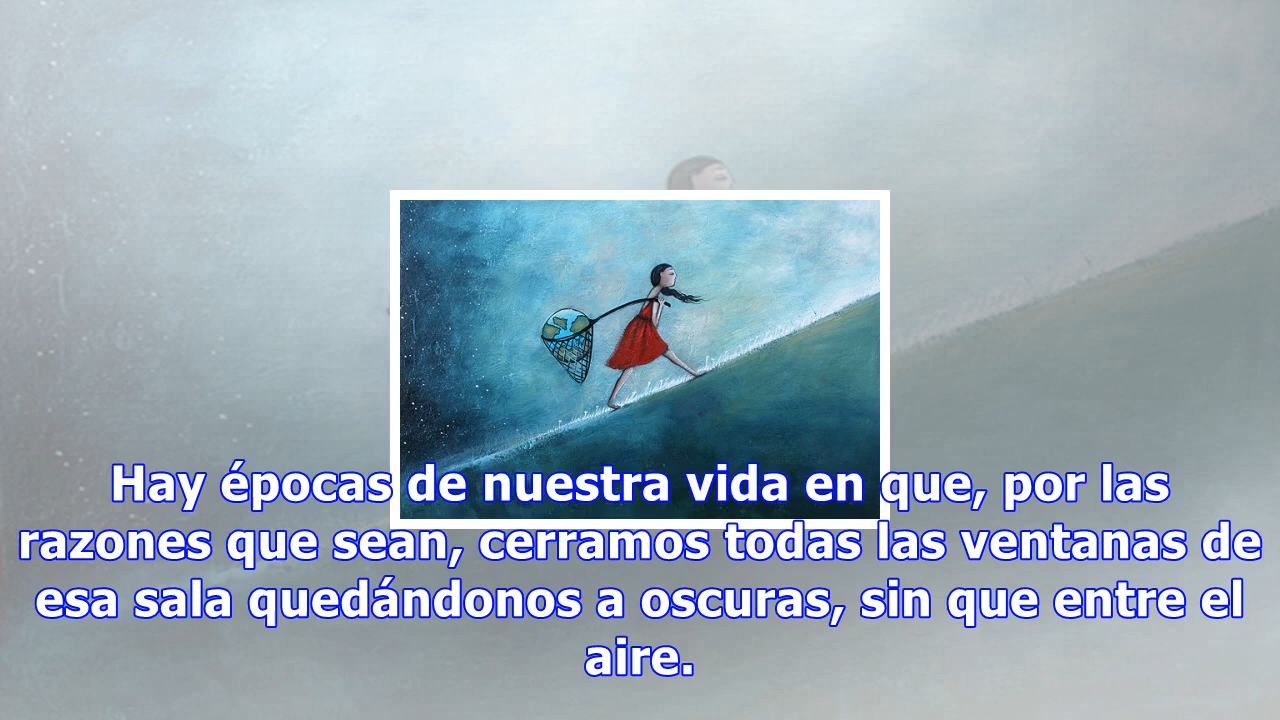 Hay épocas de nuestra vida en que, por las
razones que sean, cerramos todas las ventanas de
esa sala quedándonos a oscuras, sin que entre el
aire.